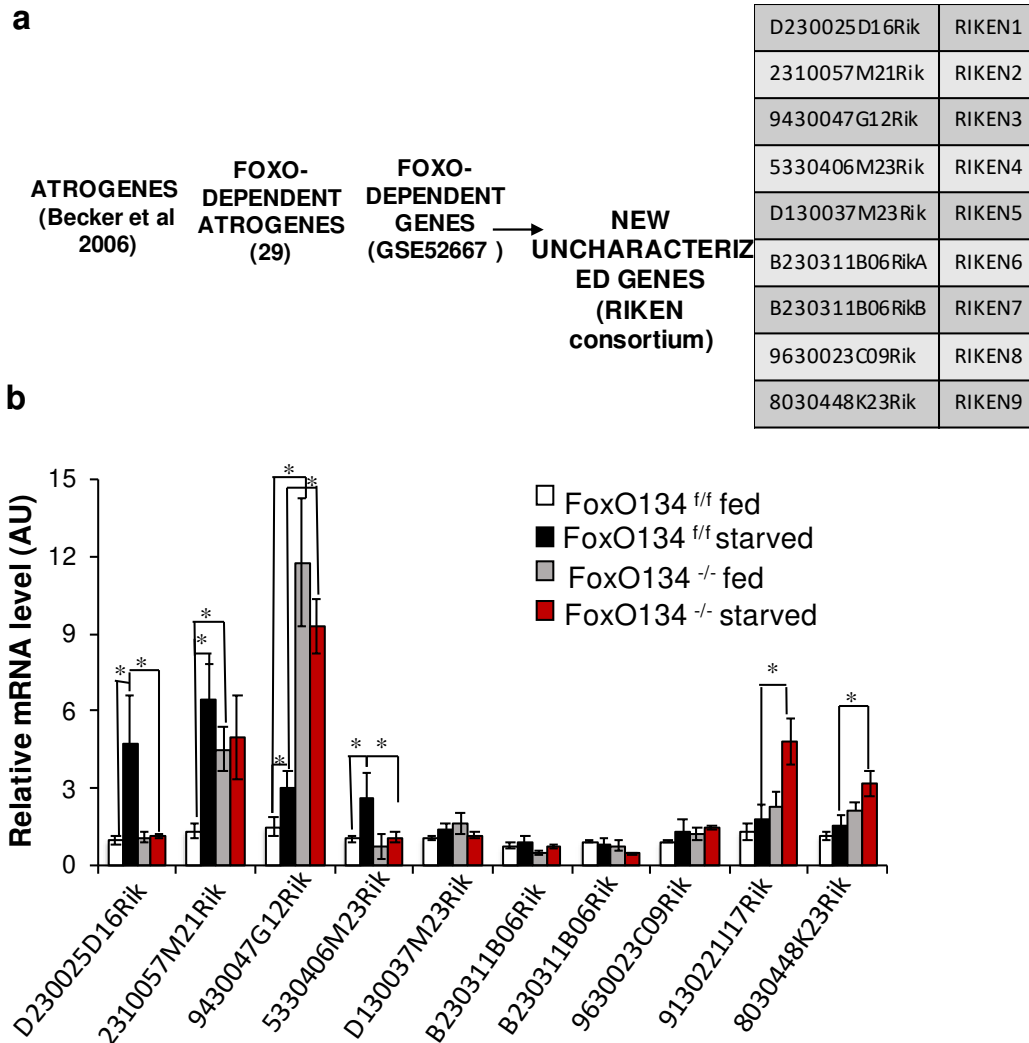 a
ATROGENES
(Becker et al
2006)
FOXO-
DEPENDENT
ATROGENES
(29)
FOXO-
DEPENDENT
GENES
(GSE52667 )
NEW
UNCHARACTERIZ
ED GENES
(RIKEN
consortium)
D230025D16Rik RIKEN1
2310057M21Rik RIKEN2
9430047G12Rik RIKEN3
5330406M23Rik RIKEN4
D130037M23Rik RIKEN5
B230311B06RikA RIKEN6
B230311B06RikB RIKEN7
9630023C09Rik RIKEN8
8030448K23Rik RIKEN9
b
Relative mRNA level (AU)
15
12
9
6
3
0
* *
* *
* * *
* *
*
*
FoxO134 f/f fed
FoxO134 f/f starved
FoxO134 -/- fed
FoxO134 -/- starved
D230025D16Rik
2310057M21Rik
9430047G12Rik
5330406M23Rik
D130037M23Rik
B230311B06Rik
B230311B06Rik
9630023C09Rik
9130221J17Rik
8030448K23Rik